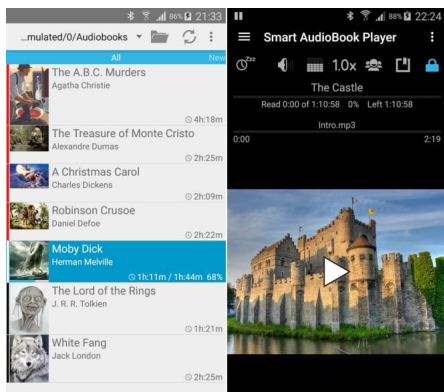 86% 21:33
...mulated/0/Audiobooks
All
New
The A.B.C. Murders
Agatha Christie
4h:18m
The Treasure of Monte Cristo
Alexandre Dumas
2h:25m
A Christmas Carol
Charles Dickens
2h:09m
Robinson Crusoe
Daniel Defoe
2h:22m
Moby Dick
Herman Melville
1h:11m / 1h:44m 68%
The Lord of the Rings
J. R. R. Tolkien
1h:21m
White Fang
Jack London
2h:25m
88% 22:24
Smart AudioBook Player
Zzz
1.0x
The Castle
Read 0:00 of 1:10:58 0% Left 1:10:58
Intro.mp3
0:00
2:19